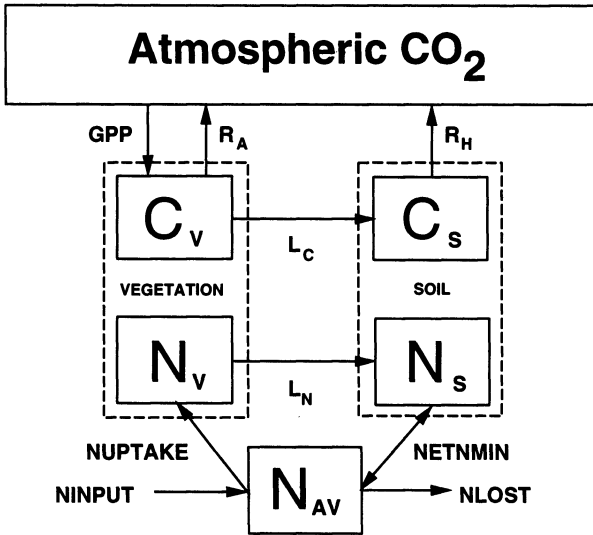 Atmospheric CO2
GPP RA RH
CV CS
LC
VEGETATION SOIL
NV NS
LN
NUPTAKE NETNMIN
NINPUT NAV NLOST